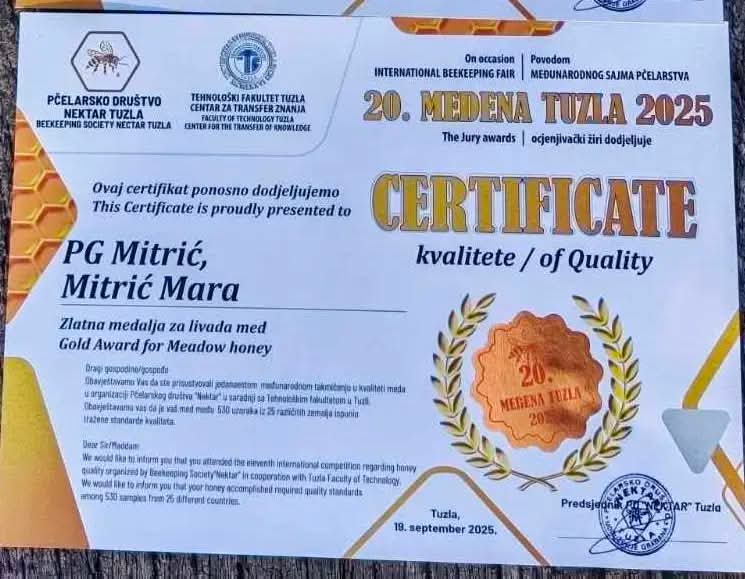 PČELARSKO DRUŠTVO
NEKTAR TUZLA
BEEKEEPING SOCIETY NECTAR TUZLA
TEHNOLOŠKI FAKULTET TUZLA
CENTAR ZA TRANSFER ZNANJA
FACULTY OF TECHNOLOGY TUZLA
CENTER FOR THE TRANSFER OF KNOWLEDGE
On occasion
INTERNATIONAL BEEKEEPING FAIR
Povodom
MEĐUNARODNOG SAJMA PČELARSTVA
20. MEDENA TUZLA 2025
The Jury awards
ocjenjivački žiri dodjeljuje
Ovaj certifikat ponosno dodjeljujemo
This Certificate is proudly presented to
CERTIFICATE
kvalitete / of Quality
PG Mitrić,
Mitrić Mara
Zlatna medalja za livada med
Gold Award for Meadow honey
Dragi gospodine/gospođo
Obavještavamo Vas da ste prisustvovali jedanaestom međunarodnom takmičenju u kvaliteti meda
u organizaciji Pčelarskog društva "Nektar" u saradnji sa Tehnološkim fakultetom u Tuzli.
Obavještavamo vas da je vaš med među 530 uzoraka iz 25 različitih zemalja ispunio
tražene standarde kvaliteta.
Dear Sir/Maddam:
We would like to inform you that you attended the eleventh international competition regarding honey
quality organized by Beekeeping Society"Nektar" in cooperation with Tuzla Faculty of Technology.
We would like to inform you that your honey accomplished required quality standards
among 530 samples from 25 different countries.
20.
MEDENA TUZLA
Tuzla,
19. september 2025.
Predsjednik "NEKTAR" Tuzla
NEKTAR
TUZLA